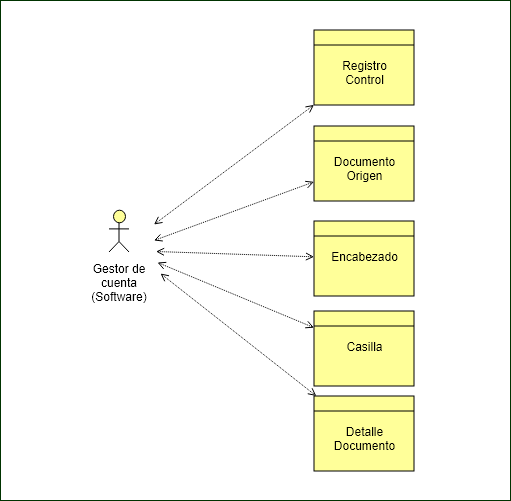 Registro
Control
Documento
Origen
Encabezado
Gestor de
cuenta
(Software)
Casilla
Detalle
Documento